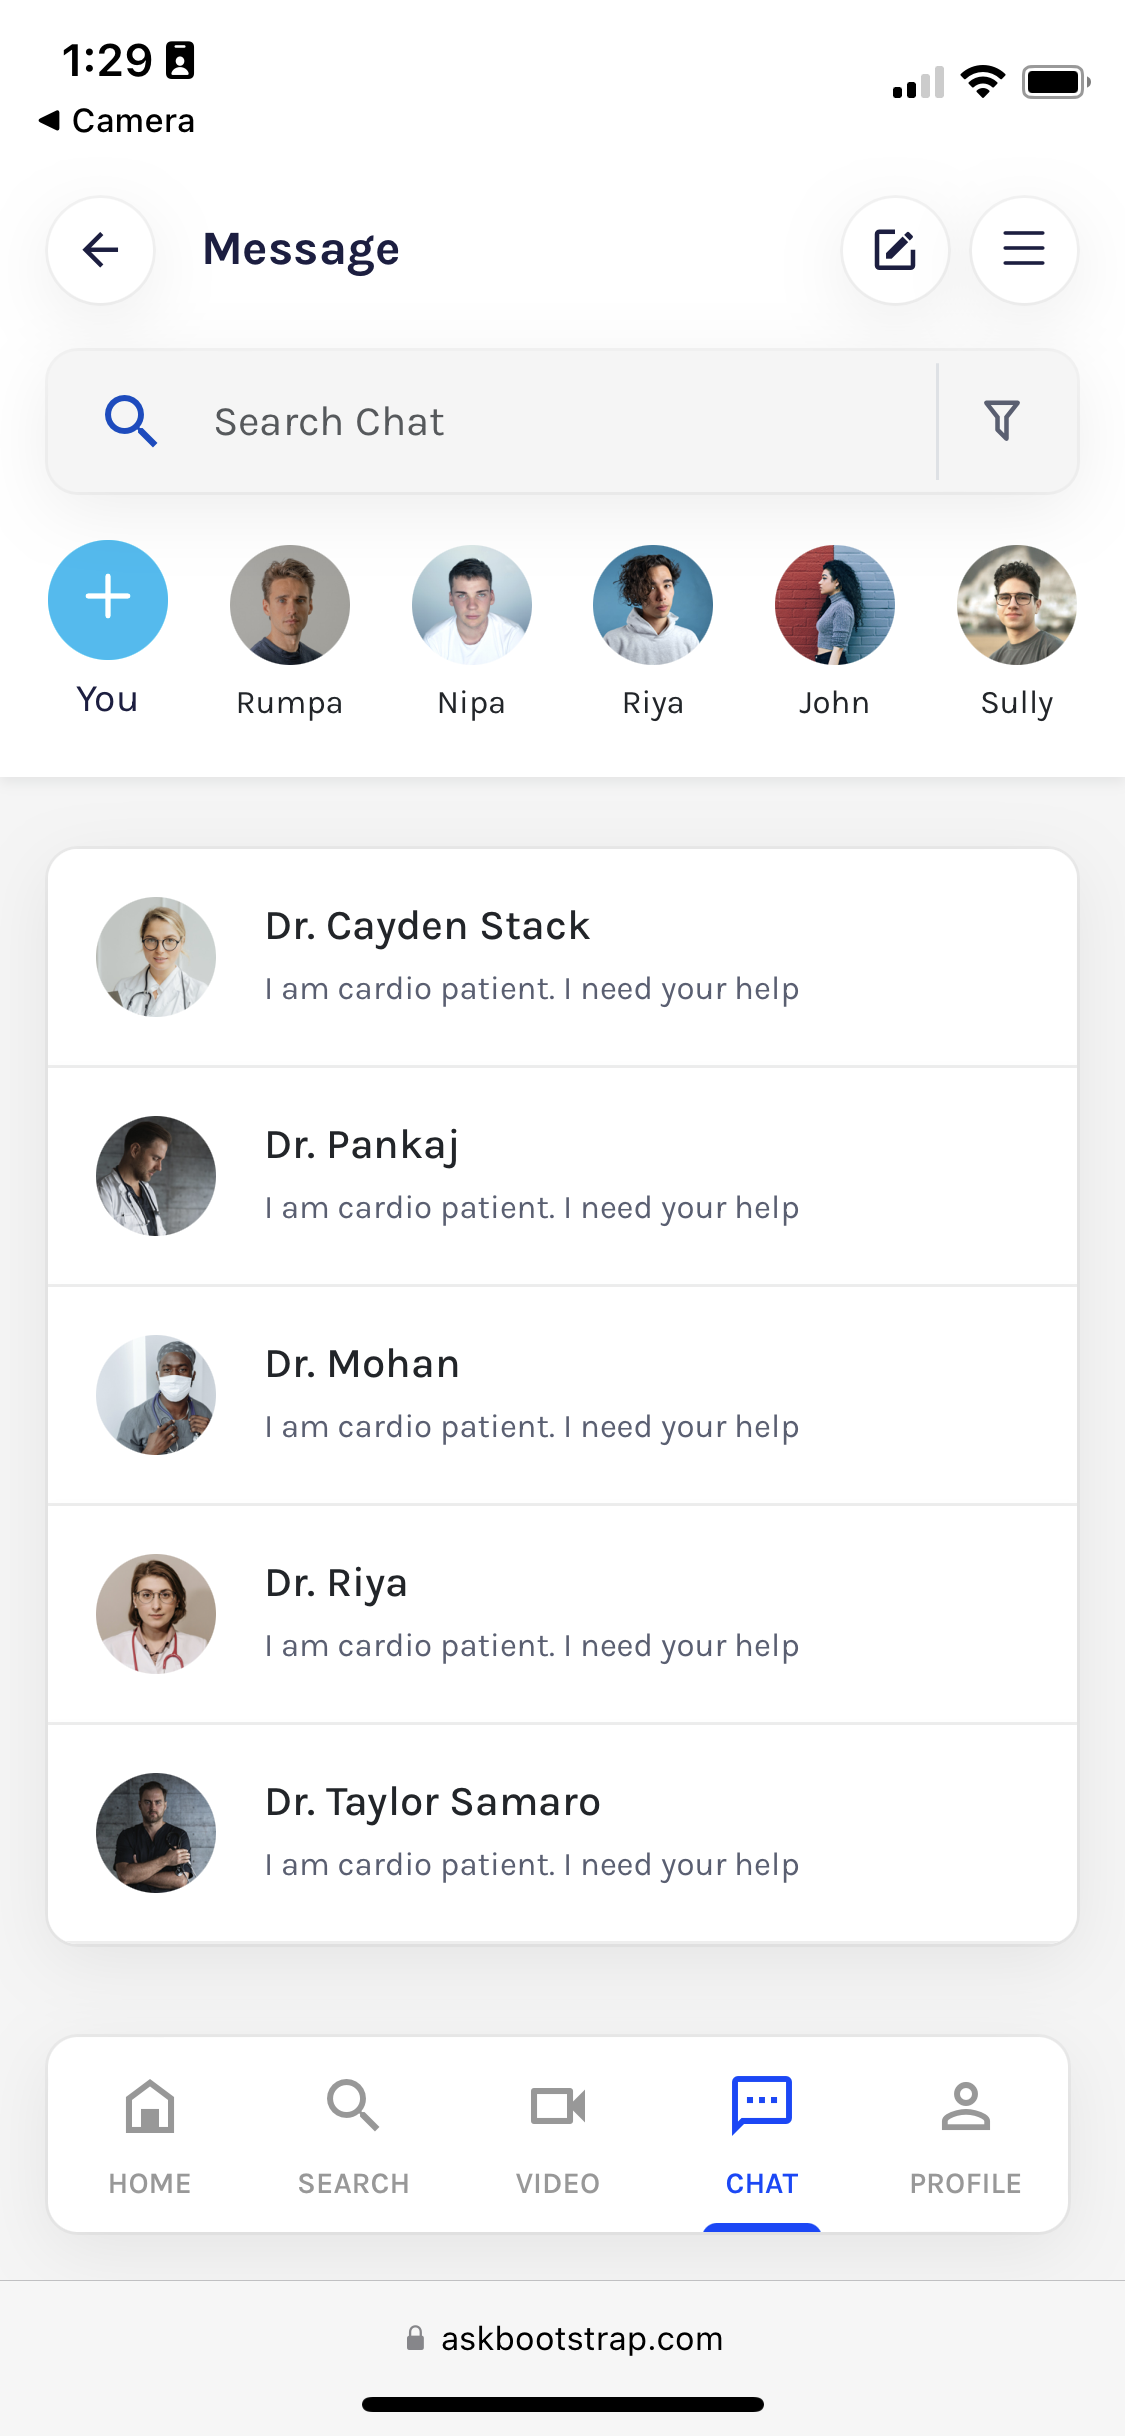 1:29
Camera
Message
Search Chat
You
Rumpa
Nipa
Riya
John
Sully
Dr. Cayden Stack
I am cardio patient. I need your help
Dr. Pankaj
I am cardio patient. I need your help
Dr. Mohan
I am cardio patient. I need your help
Dr. Riya
I am cardio patient. I need your help
Dr. Taylor Samaro
I am cardio patient. I need your help
HOME
SEARCH
VIDEO
CHAT
PROFILE
askbootstrap.com